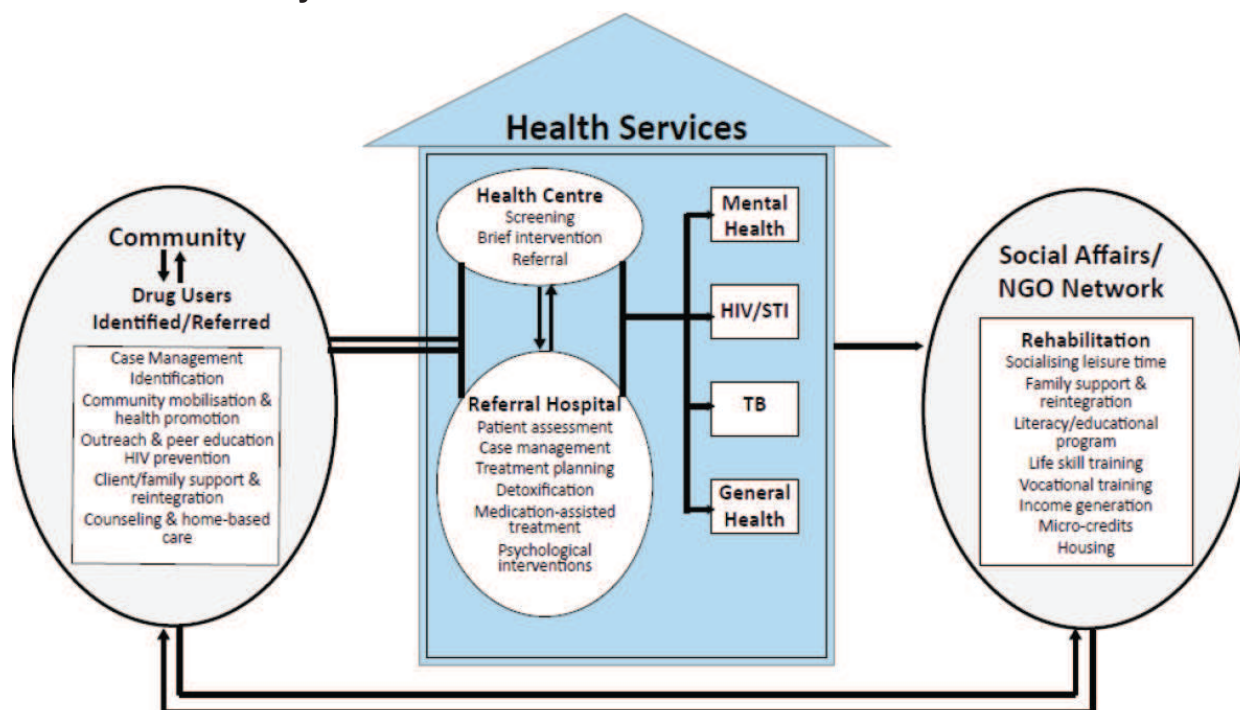 Health Services
Community
Drug Users
Identified/Referred
Case Management
Identification
Community mobilisation &
health promotion
Outreach & peer education
HIV prevention
Client/family support &
reintegration
Counseling & home-based
care
Health Centre
Screening
Brief intervention
Referral
Referral Hospital
Patient assessment
Case management
Treatment planning
Detoxification
Medication-assisted
treatment
Psychological
interventions
Mental
Health
HIV/STI
TB
General
Health
Social Affairs/
NGO Network
Rehabilitation
Socialising leisure time
Family support &
reintegration
Literacy/educational
program
Life skill training
Vocational training
Income generation
Micro-credits
Housing